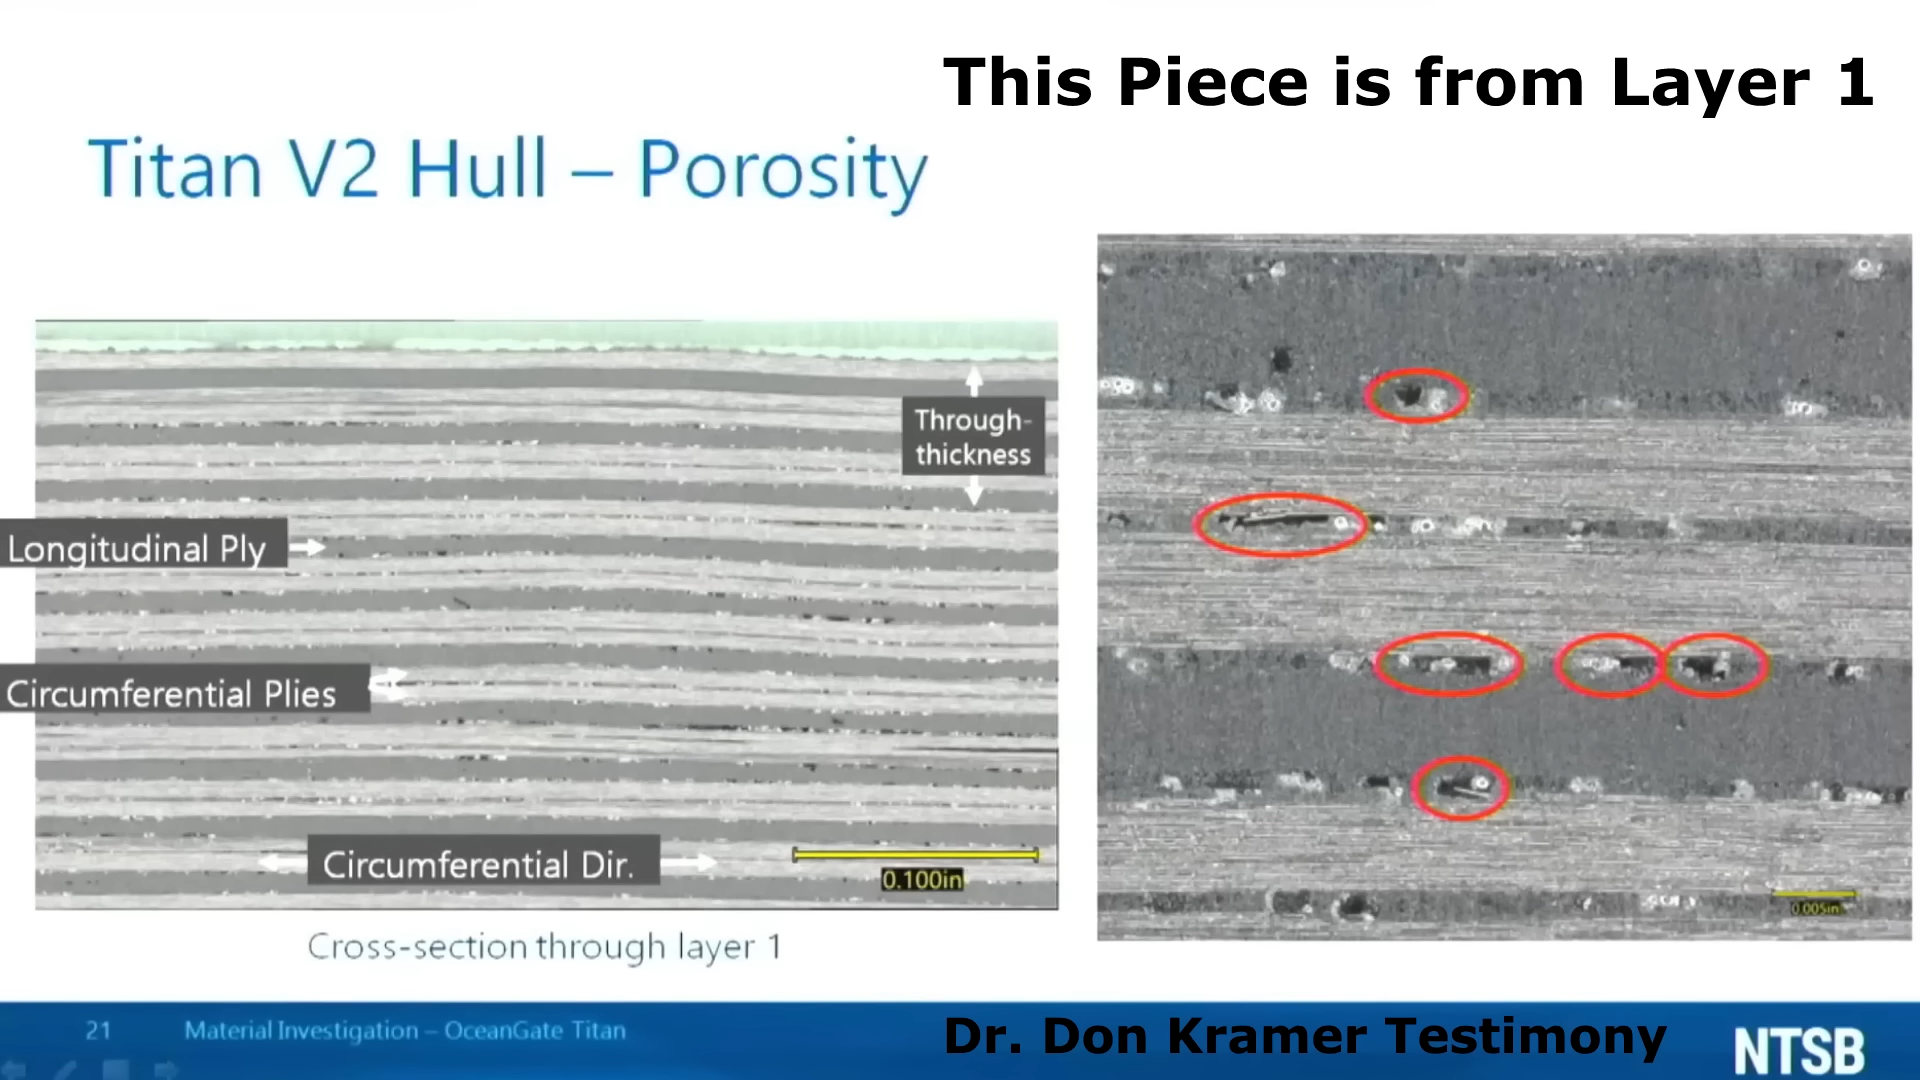 This Piece is from Layer 1
Titan V2 Hull – Porosity
Through-
thickness
Longitudinal Ply
Circumferential Plies
Circumferential Dir.
0.100in
0.005in
Cross-section through layer 1
21
Material Investigation – OceanGate Titan
Dr. Don Kramer Testimony
NTSB